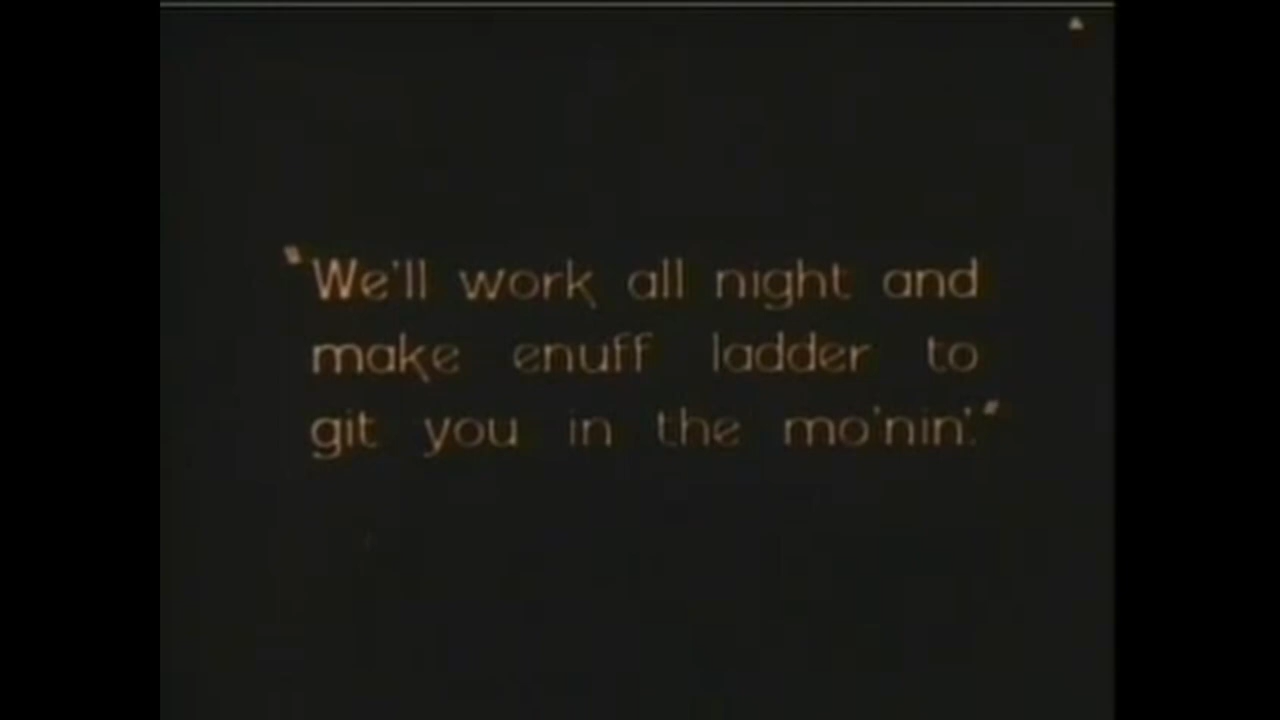 "We'll work all night and
make enuff ladder to
git you in the mo'nin'."